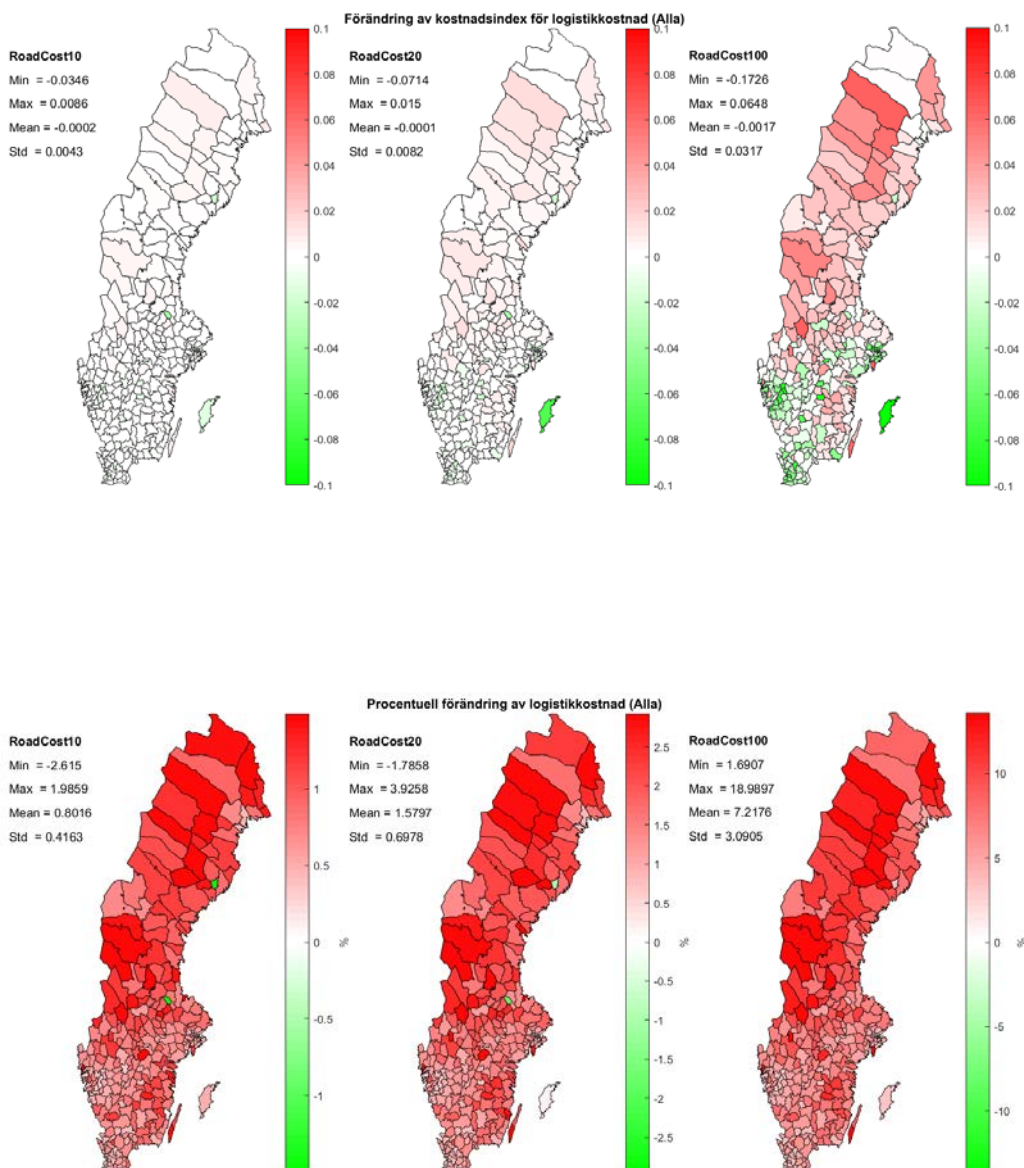 Förändring av kostnadsindex för logistikkostnad (Alla)
RoadCost10
Min = -0.0346
Max = 0.0086
Mean = -0.0002
Std = 0.0043
0.1
0.08
0.06
0.04
0.02
0
-0.02
-0.04
-0.06
-0.08
-0.1
RoadCost20
Min = -0.0714
Max = 0.015
Mean = -0.0001
Std = 0.0082
0.1
0.08
0.06
0.04
0.02
0
-0.02
-0.04
-0.06
-0.08
-0.1
RoadCost100
Min = -0.1726
Max = 0.0648
Mean = -0.0017
Std = 0.0317
0.1
0.08
0.06
0.04
0.02
0
-0.02
-0.04
-0.06
-0.08
-0.1
Procentuell förändring av logistikkostnad (Alla)
RoadCost10
Min = -2.615
Max = 1.9859
Mean = 0.8016
Std = 0.4163
1
0.5
0
-0.5
-1
%
RoadCost20
Min = -1.7858
Max = 3.9258
Mean = 1.5797
Std = 0.6978
2.5
2
1.5
1
0.5
0
-0.5
-1
-1.5
-2
-2.5
%
RoadCost100
Min = 1.6907
Max = 18.9897
Mean = 7.2176
Std = 3.0905
10
5
0
-5
-10
%